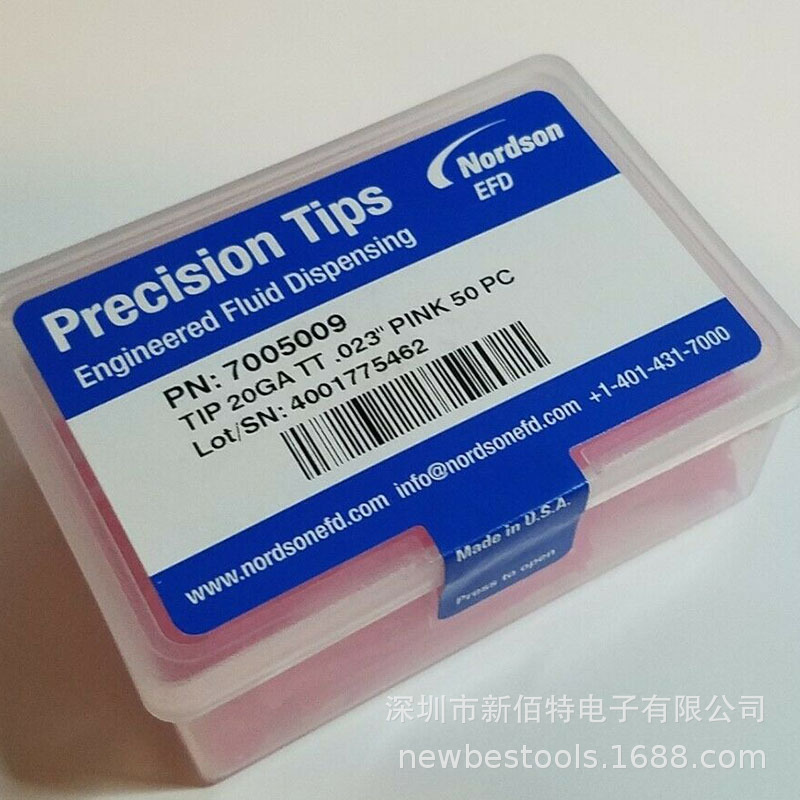 Nordson
EFD
Precision Tips
Engineered Fluid Dispensing
PN: 7005009
TIP 20GA TT .023" PINK 50 PC
Lot/SN: 4001775462
www.nordsonefd.com info@nordsonefd.com +1-401-431-7000
Made in U.S.A.
Press to open
深圳市新佰特电子有限公司
newbestools.1688.com